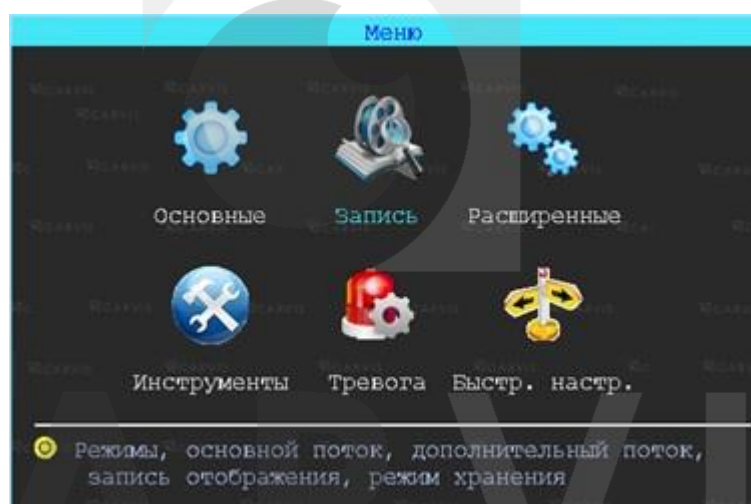 Меню
Основные Запись Расширенные
Инструменты Тревога Быстр. настр.
Режимы, основной поток, дополнительный поток,
запись отображения, режим хранения